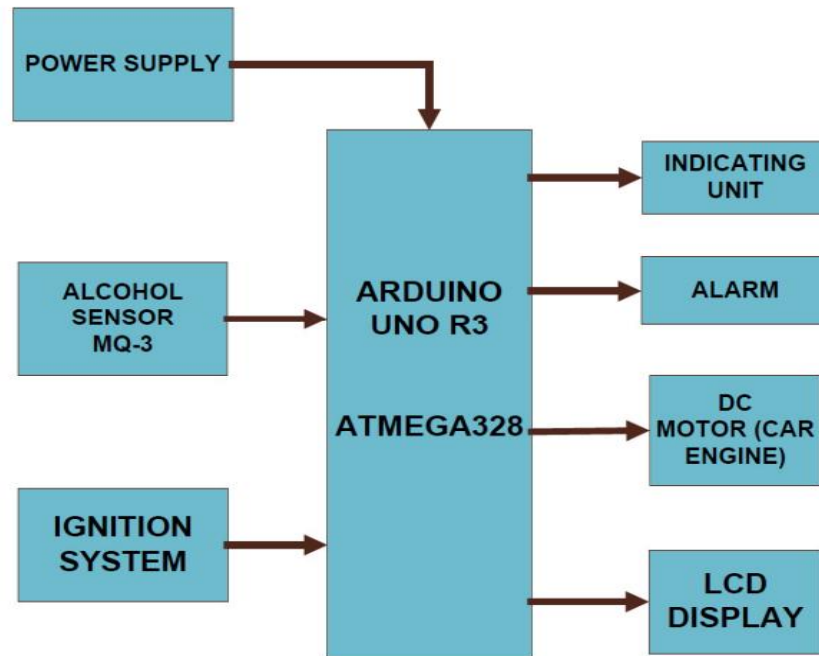 POWER SUPPLY
INDICATING
UNIT
ALCOHOL
SENSOR
MQ-3
ARDUINO
UNO R3
ATMEGA328
ALARM
DC
MOTOR (CAR
ENGINE)
IGNITION
SYSTEM
LCD
DISPLAY